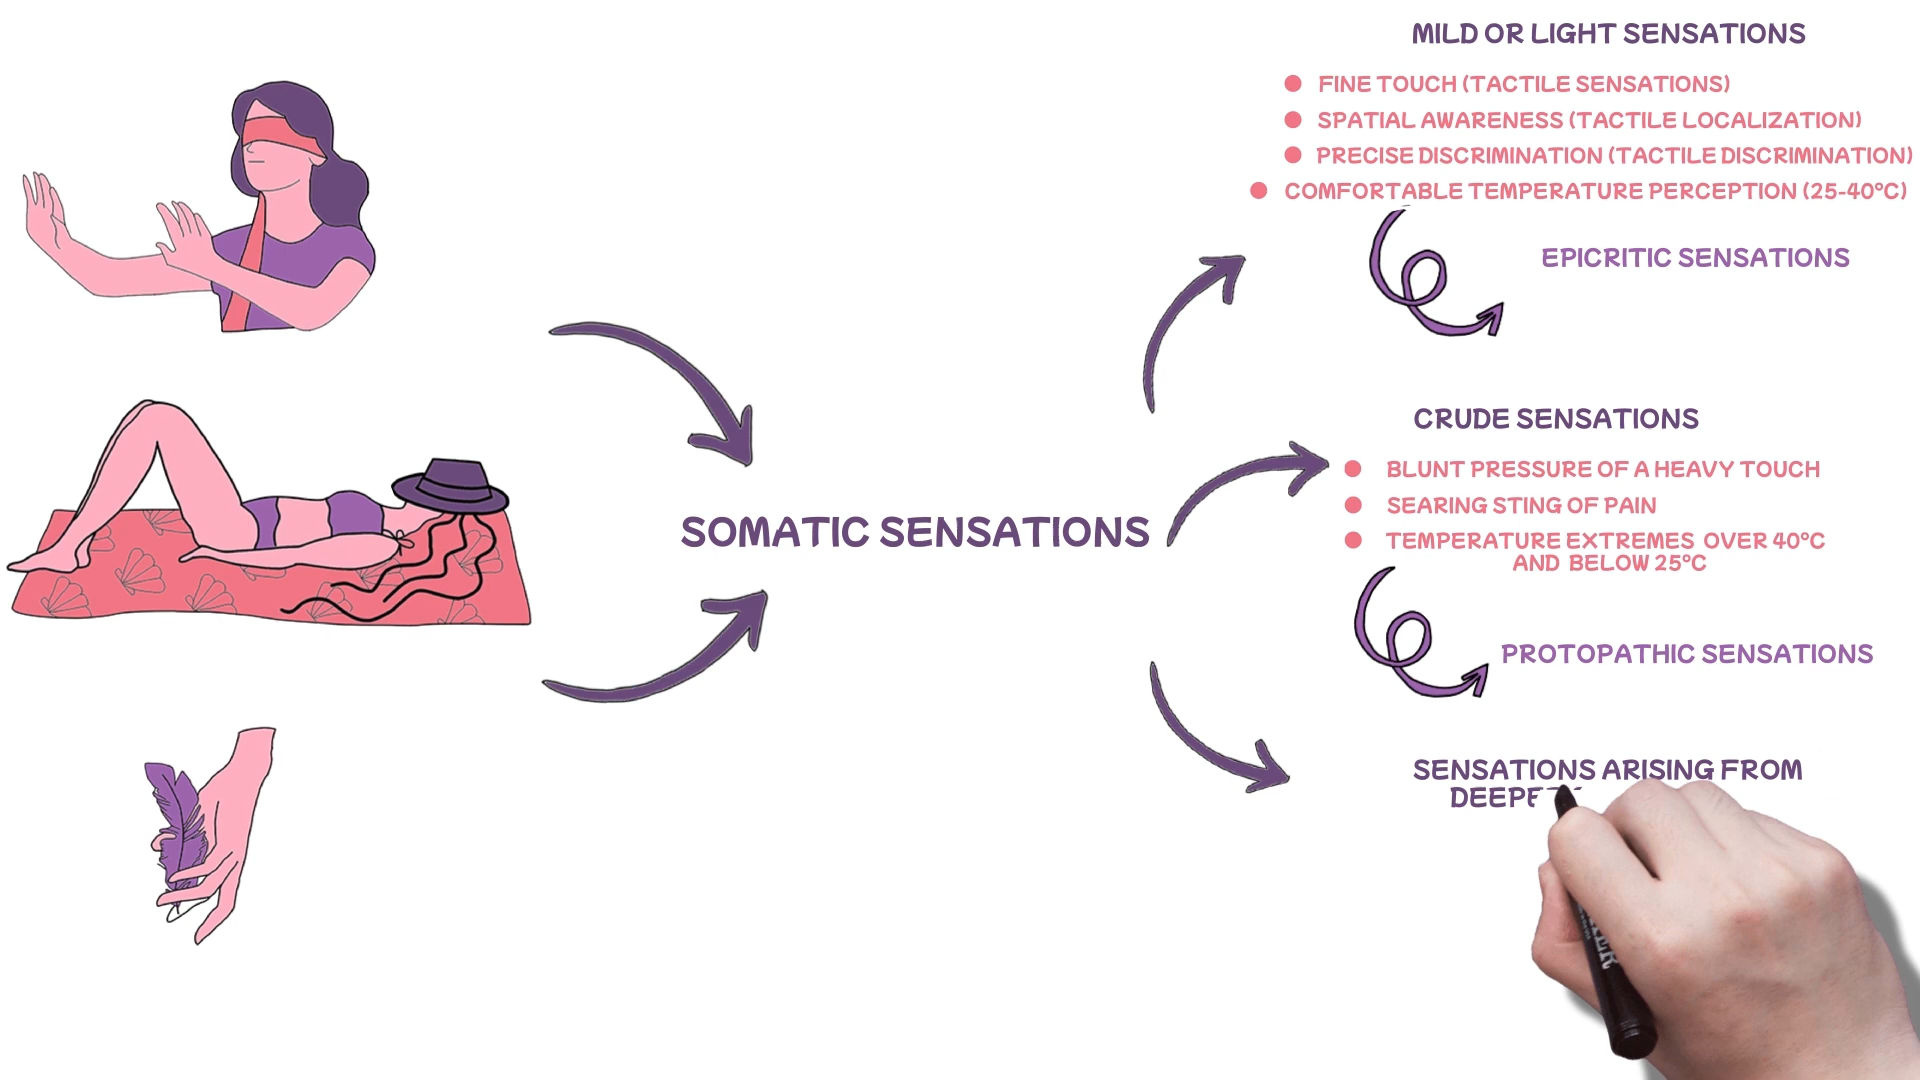 MILD OR LIGHT SENSATIONS
FINE TOUCH (TACTILE SENSATIONS)
SPATIAL AWARENESS (TACTILE LOCALIZATION)
PRECISE DISCRIMINATION (TACTILE DISCRIMINATION)
COMFORTABLE TEMPERATURE PERCEPTION (25-40°C)
EPICRITIC SENSATIONS
CRUDE SENSATIONS
BLUNT PRESSURE OF A HEAVY TOUCH
SEARING STING OF PAIN
TEMPERATURE EXTREMES OVER 40°C
AND BELOW 25°C
PROTOPATHIC SENSATIONS
SOMATIC SENSATIONS
SENSATIONS ARISING FROM